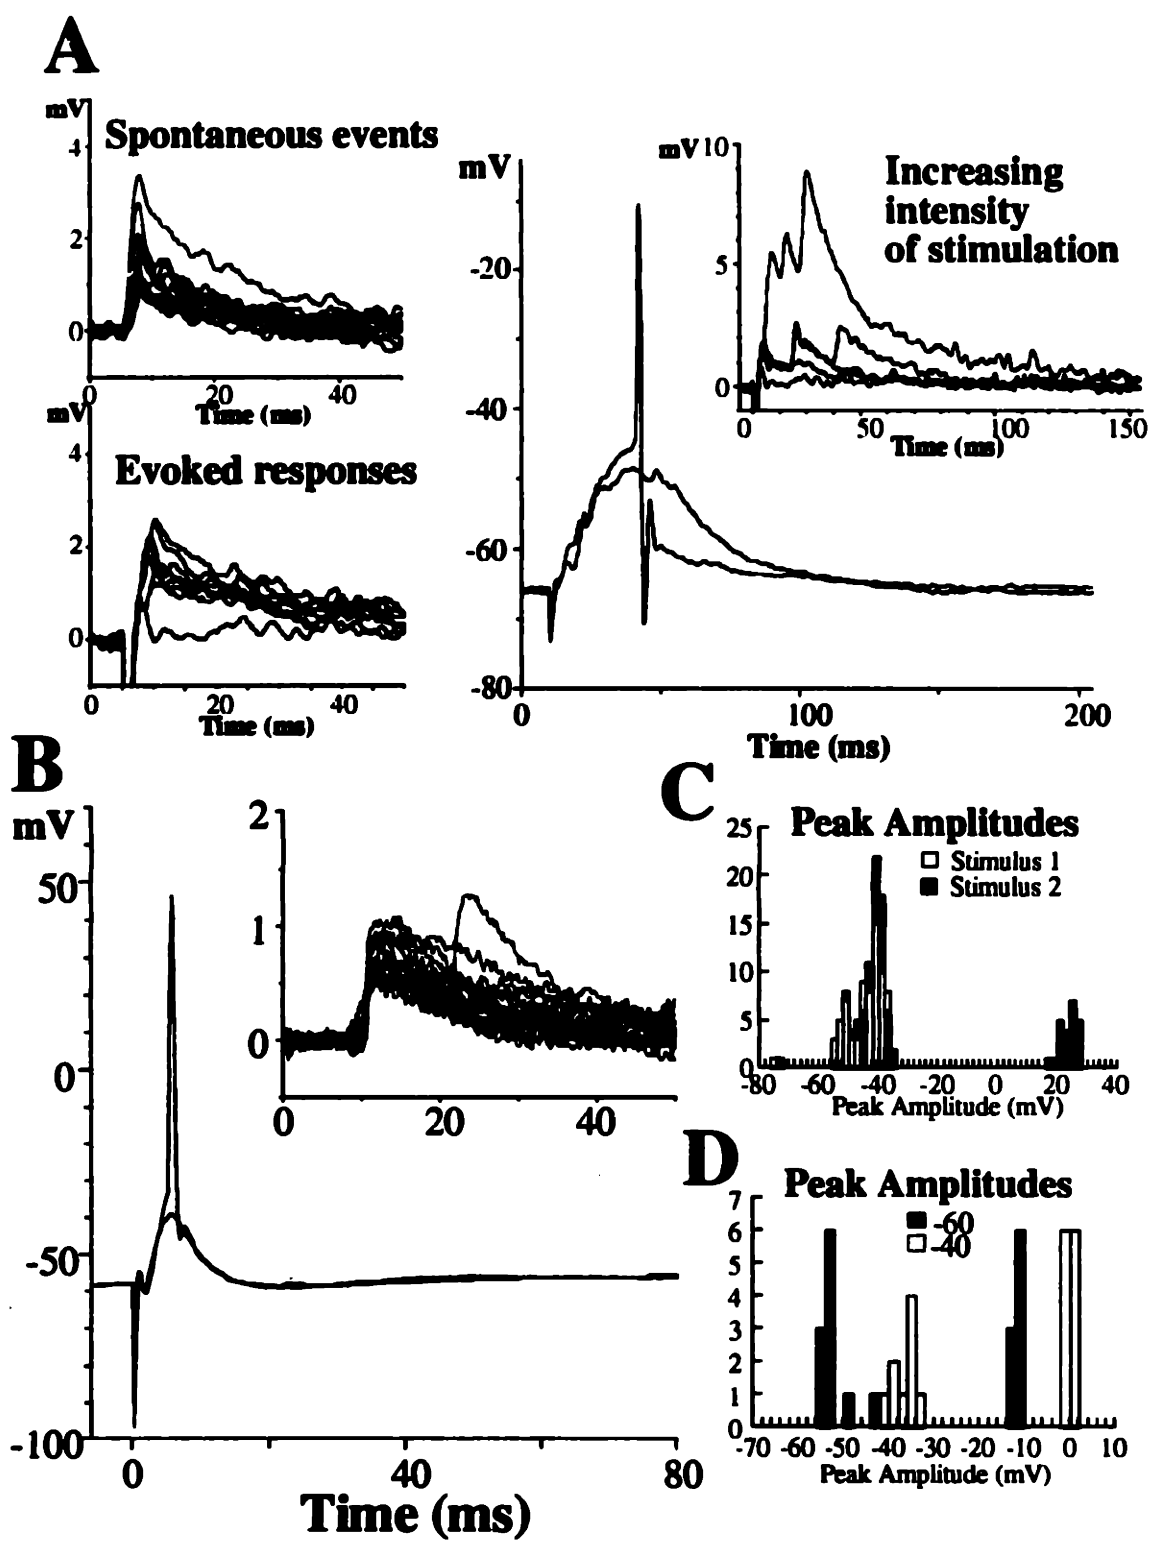 A
mV
Spontaneous events
4
2
0
0 20 40
Time (ms)
mV
Evoked responses
4
2
0
0 20 40
Time (ms)
mV
-20
-40
-60
-80
0 100 200
Time (ms)
mV 10
Increasing
intensity
of stimulation
5
0
0 50 100 150
Time (ms)
B
mV
50
0
-50
-100
0 40 80
Time (ms)
2
1
0
0 20 40
C
Peak Amplitudes
25
20
15
10
5
0
Stimulus 1
Stimulus 2
-80 -60 -40 -20 0 20 40
Peak Amplitude (mV)
D
Peak Amplitudes
7
6
5
4
3
2
1
0
-60
-40
-70 -60 -50 -40 -30 -20 -10 0 10
Peak Amplitude (mV)